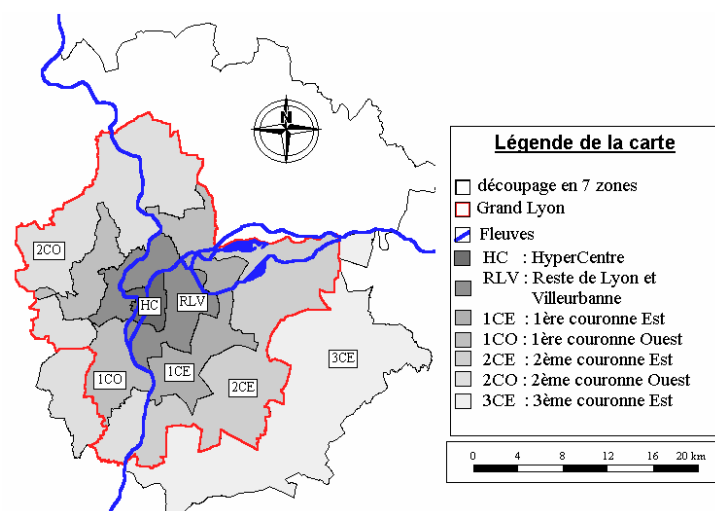 N
2CO
HC
RLV
3CE
1CO
1CE
2CE
Légende de la carte
découpage en 7 zones
Grand Lyon
Fleuves
HC : HyperCentre
RLV : Reste de Lyon et
Villeurbanne
1CE : 1ère couronne Est
1CO : 1ère couronne Ouest
2CE : 2ème couronne Est
2CO : 2ème couronne Ouest
3CE : 3ème couronne Est
0 4 8 12 16 20 km